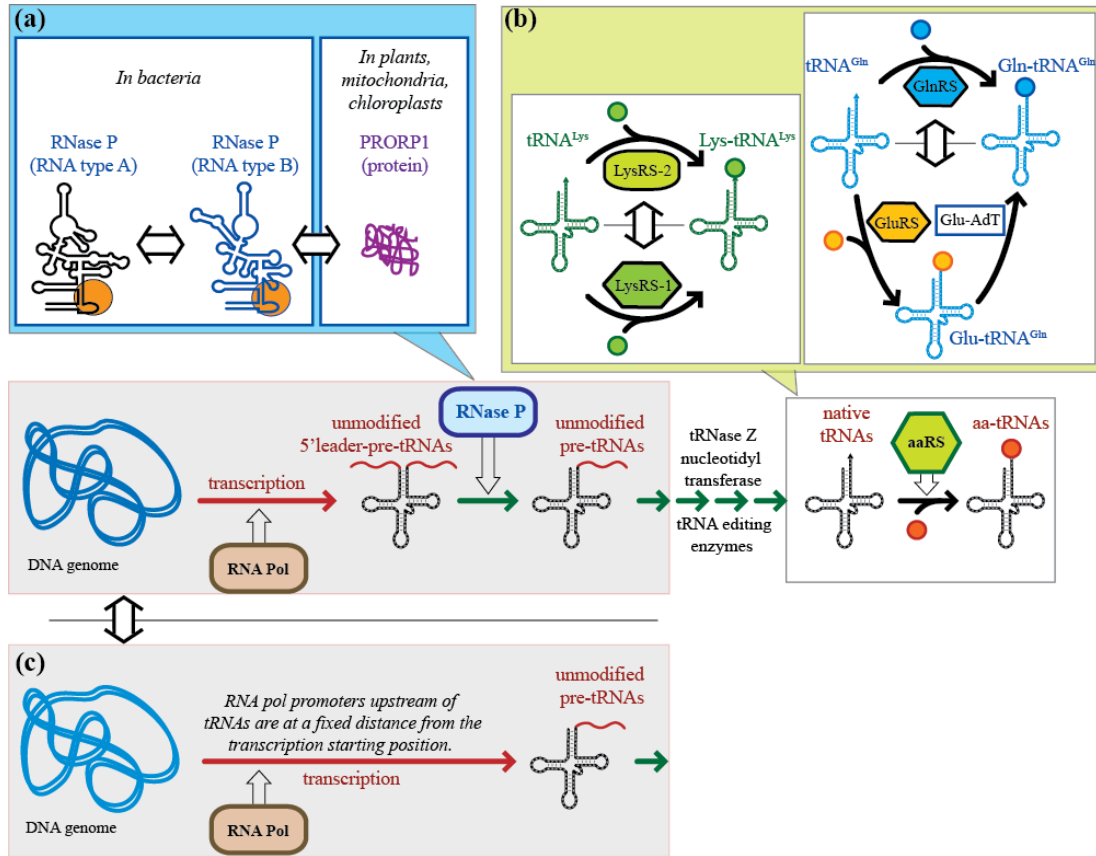 (a)
In bacteria
In plants,
mitochondria,
chloroplasts
RNase P
(RNA type A)
RNase P
(RNA type B)
PRORP1
(protein)
(b)
tRNALys
LysRS-2
Lys-tRNALys
LysRS-1
tRNAGln
GlnRS
Gln-tRNAGln
GluRS
Glu-AdT
Glu-tRNAGln
DNA genome
transcription
RNA Pol
unmodified
5'leader-pre-tRNAs
RNase P
unmodified
pre-tRNAs
tRNase Z
nucleotidyl
transferase
tRNA editing
enzymes
native
tRNAs
aaRS
aa-tRNAs
(c)
DNA genome
RNA pol promoters upstream of
tRNAs are at a fixed distance from the
transcription starting position.
transcription
RNA Pol
unmodified
pre-tRNAs